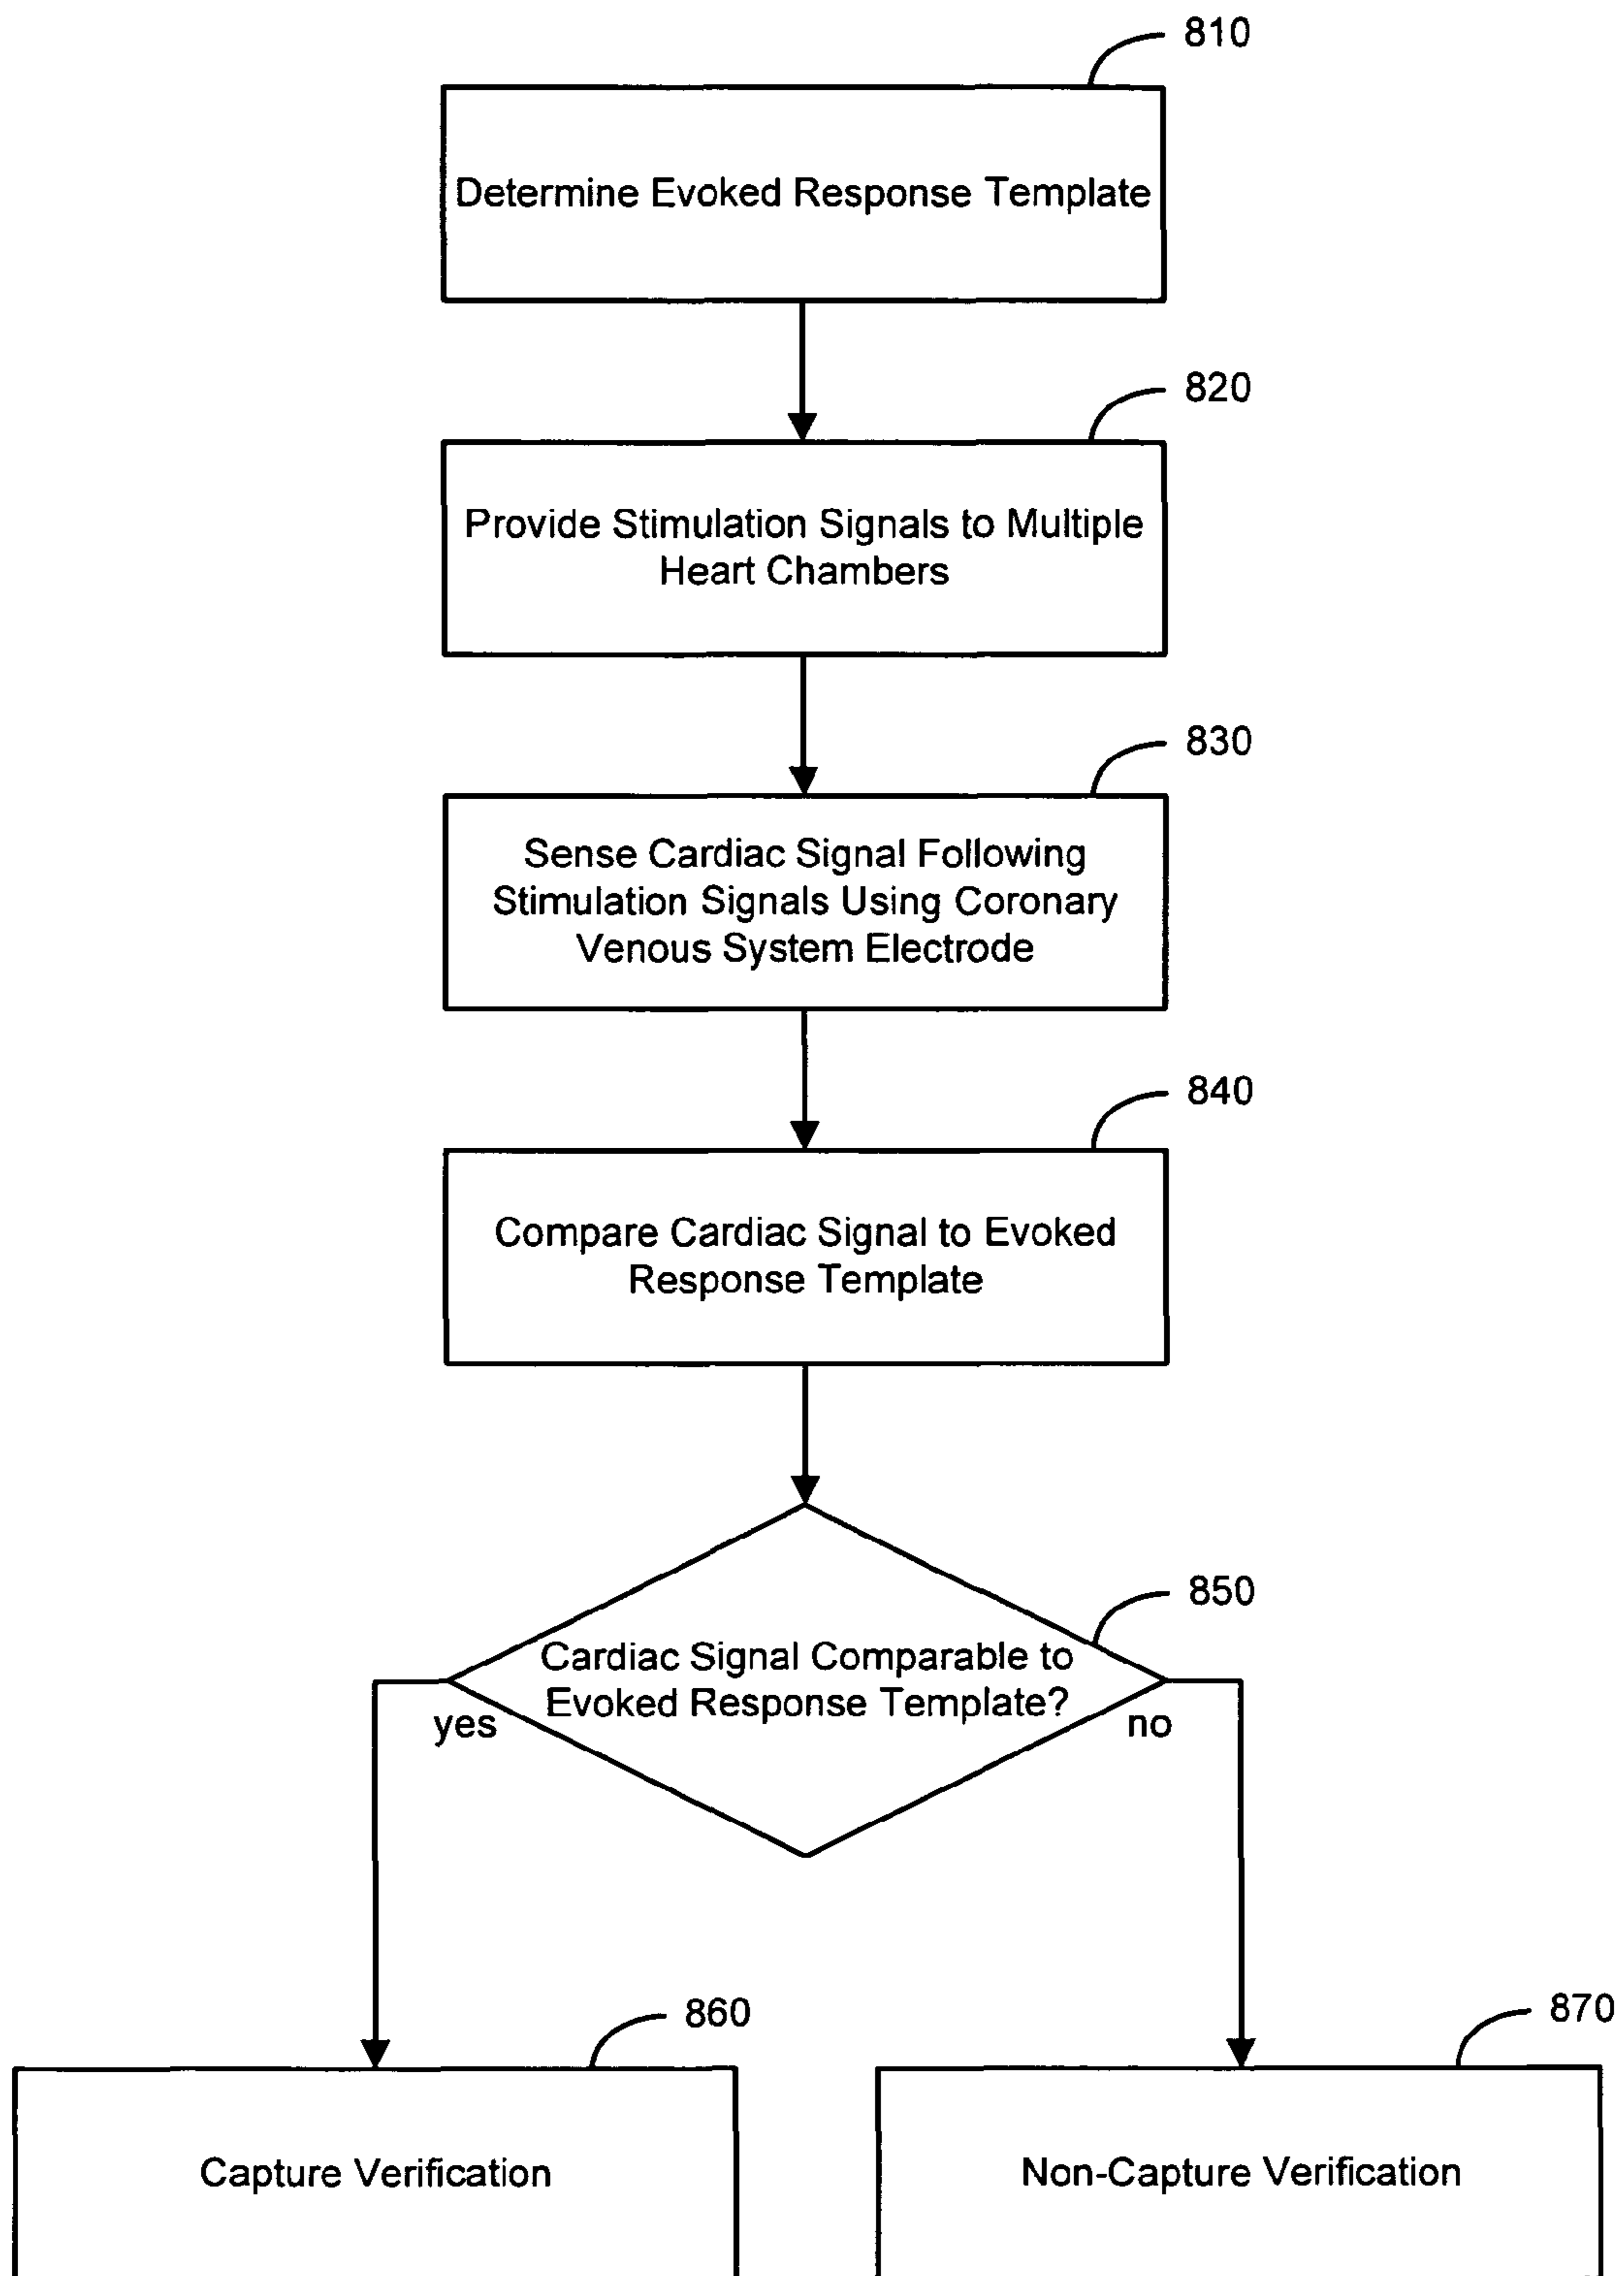 810
Determine Evoked Response Template
820
Provide Stimulation Signals to Multiple
Heart Chambers
830
Sense Cardiac Signal Following
Stimulation Signals Using Coronary
Venous System Electrode
840
Compare Cardiac Signal to Evoked
Response Template
850
Cardiac Signal Comparable to
Evoked Response Template?
yes
no
860
870
Capture Verification
Non-Capture Verification